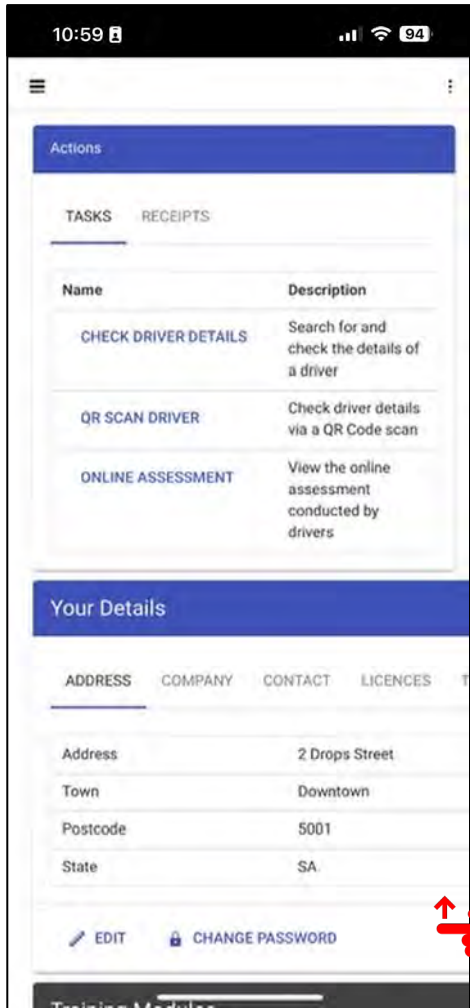 10:59
94
Actions
TASKS RECEIPTS
Name Description
CHECK DRIVER DETAILS Search for and
check the details of
a driver
QR SCAN DRIVER Check driver details
via a QR Code scan
ONLINE ASSESSMENT View the online
assessment
conducted by
drivers
Your Details
ADDRESS COMPANY CONTACT LICENCES
Address 2 Drops Street
Town Downtown
Postcode 5001
State SA
EDIT CHANGE PASSWORD
Training Modules